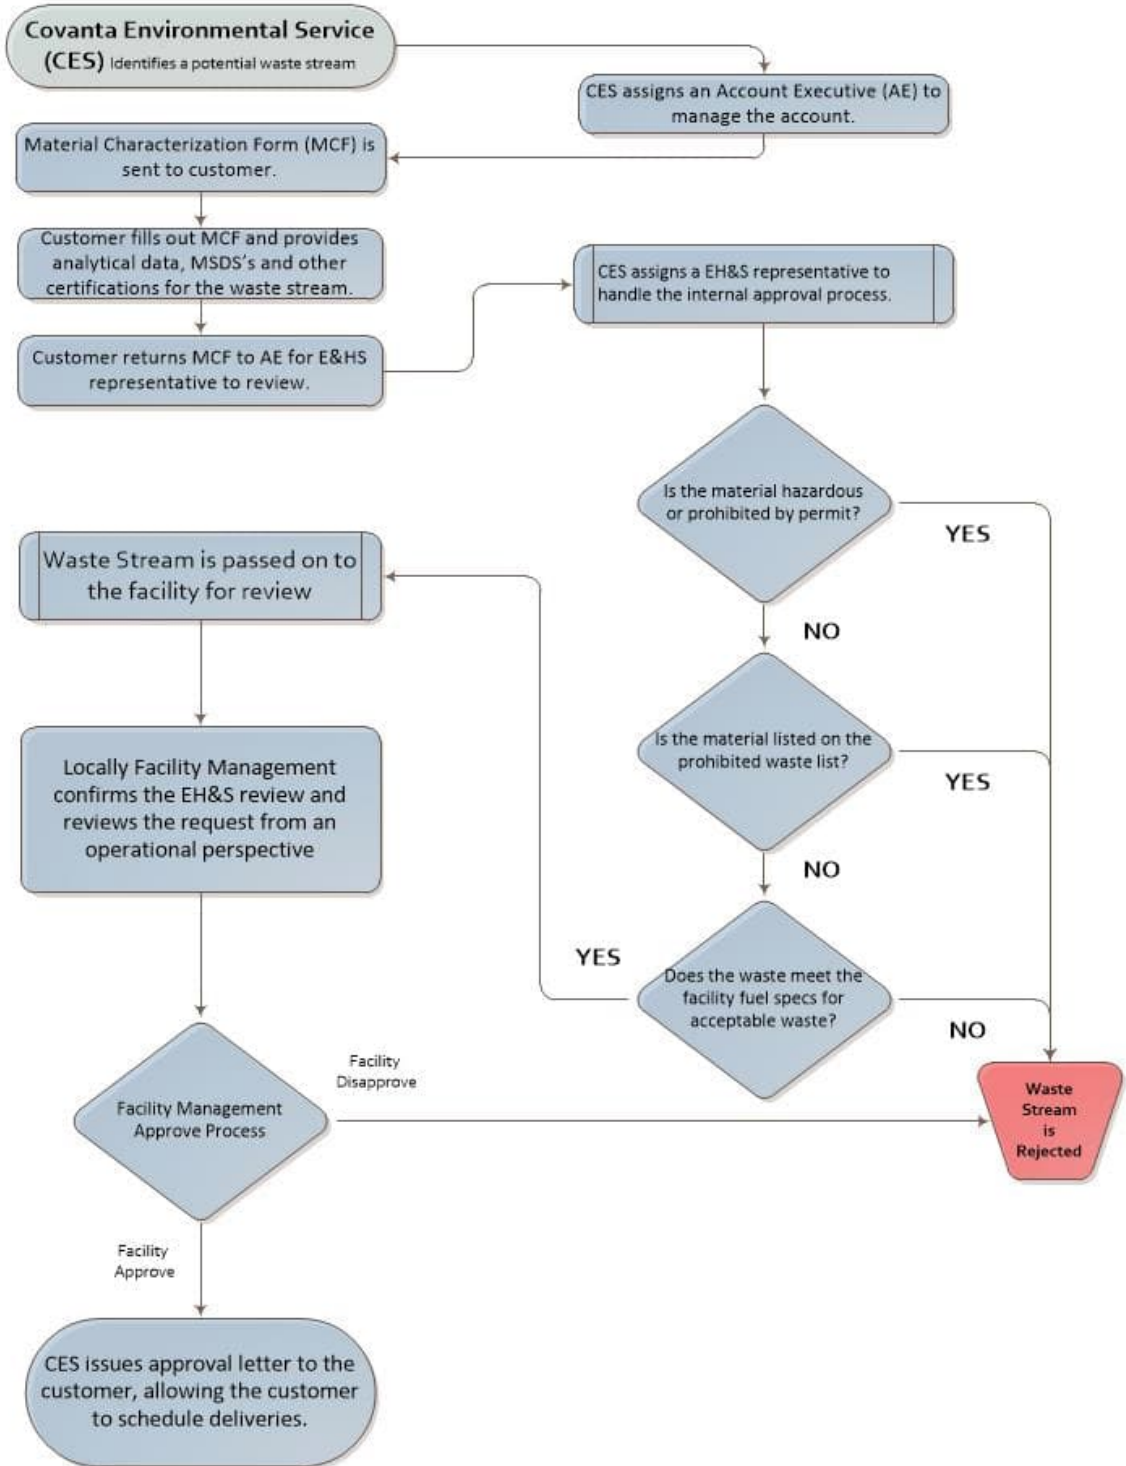 Covanta Environmental Service
(CES) Identifies a potential waste stream
CES assigns an Account Executive (AE) to
manage the account.
Material Characterization Form (MCF) is
sent to customer.
Customer fills out MCF and provides
analytical data, MSDS's and other
certifications for the waste stream.
CES assigns a EH&S representative to
handle the internal approval process.
Customer returns MCF to AE for E&HS
representative to review.
Is the material hazardous
or prohibited by permit?
YES
NO
Waste Stream is passed on to
the facility for review
Is the material listed on the
prohibited waste list?
YES
NO
Locally Facility Management
confirms the EH&S review and
reviews the request from an
operational perspective
Does the waste meet the
facility fuel specs for
acceptable waste?
YES
NO
Facility Management
Approve Process
Facility
Disapprove
Waste
Stream
is
Rejected
Facility
Approve
CES issues approval letter to the
customer, allowing the customer
to schedule deliveries.